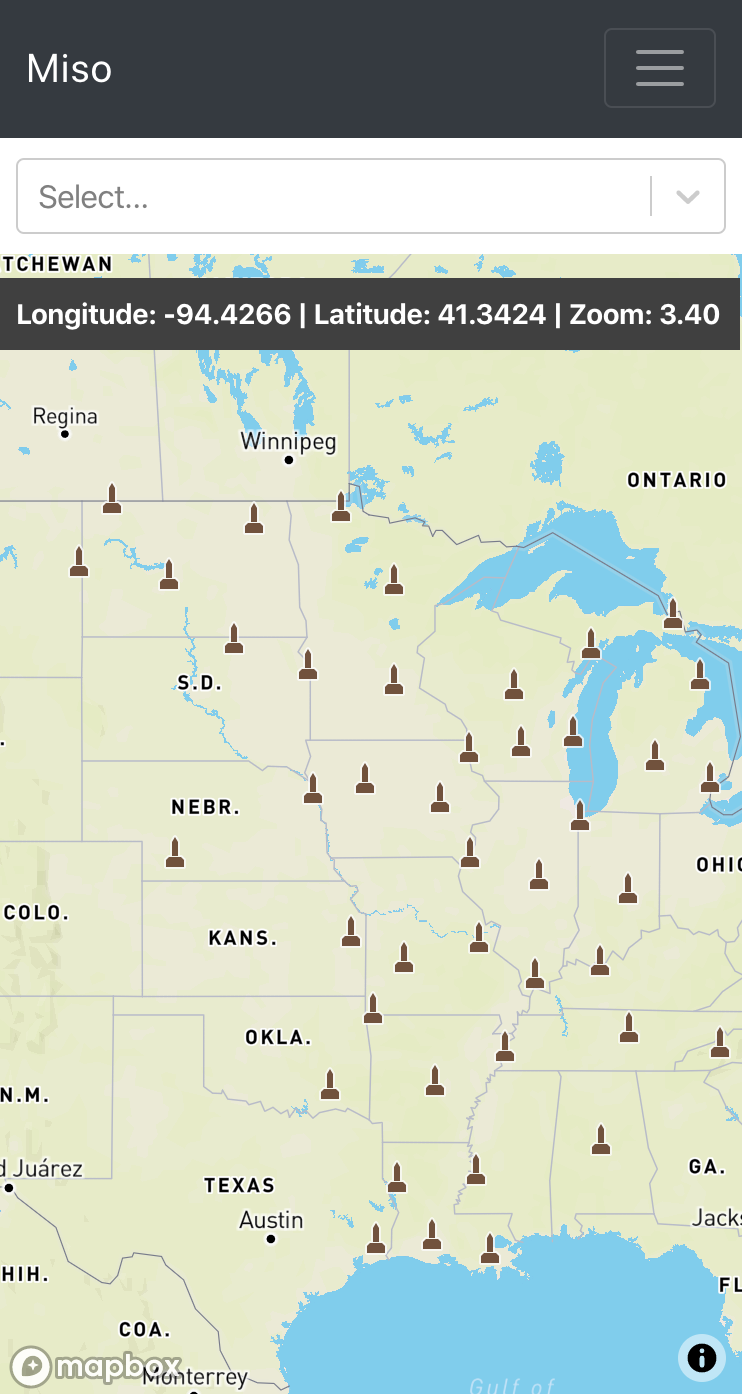 Miso
Select...
TCHEWAN
Longitude: -94.4266 | Latitude: 41.3424 | Zoom: 3.40
Regina
Winnipeg
ONTARIO
S.D.
NEBR.
OHIO
COLO.
KANS.
OKLA.
N.M.
d Juárez
TEXAS
GA.
Austin
Jacks
HIH.
FL
COA.
mapbox
Monterrey
Gulf of